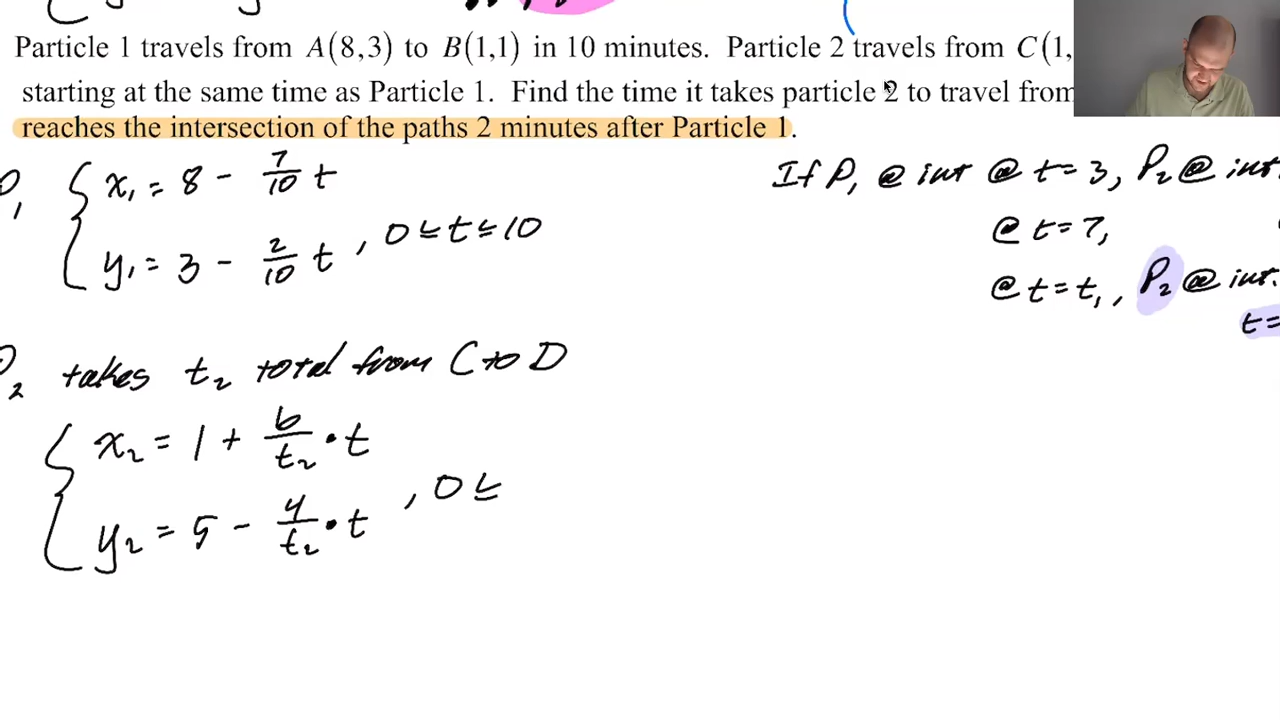 Particle 1 travels from A(8,3) to B(1,1) in 10 minutes. Particle 2 travels from C(1,
starting at the same time as Particle 1. Find the time it takes particle 2 to travel from
reaches the intersection of the paths 2 minutes after Particle 1.
x₁ = 8 - 7/10 t
y₁ = 3 - 2/10 t, 0 ≤ t ≤ 10
If P₁ @ int @ t = 3, P₂ @ int.
@ t = 7,
@ t = t₁, P₂ @ int.
t =
P₂ takes t₂ total from C to D
x₂ = 1 + 6/t₂ · t
y₂ = 5 - 4/t₂ · t, 0 ≤